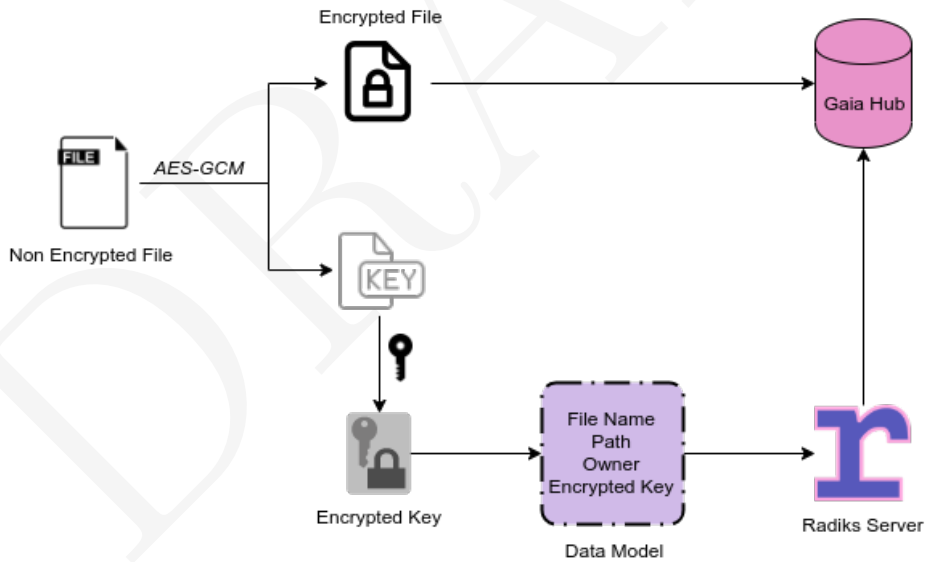 Encrypted File
Gaia Hub
FILE
AES-GCM
Non Encrypted File
KEY
File Name
Path
Owner
Encrypted Key
r
Encrypted Key
Radiks Server
Data Model
DRA